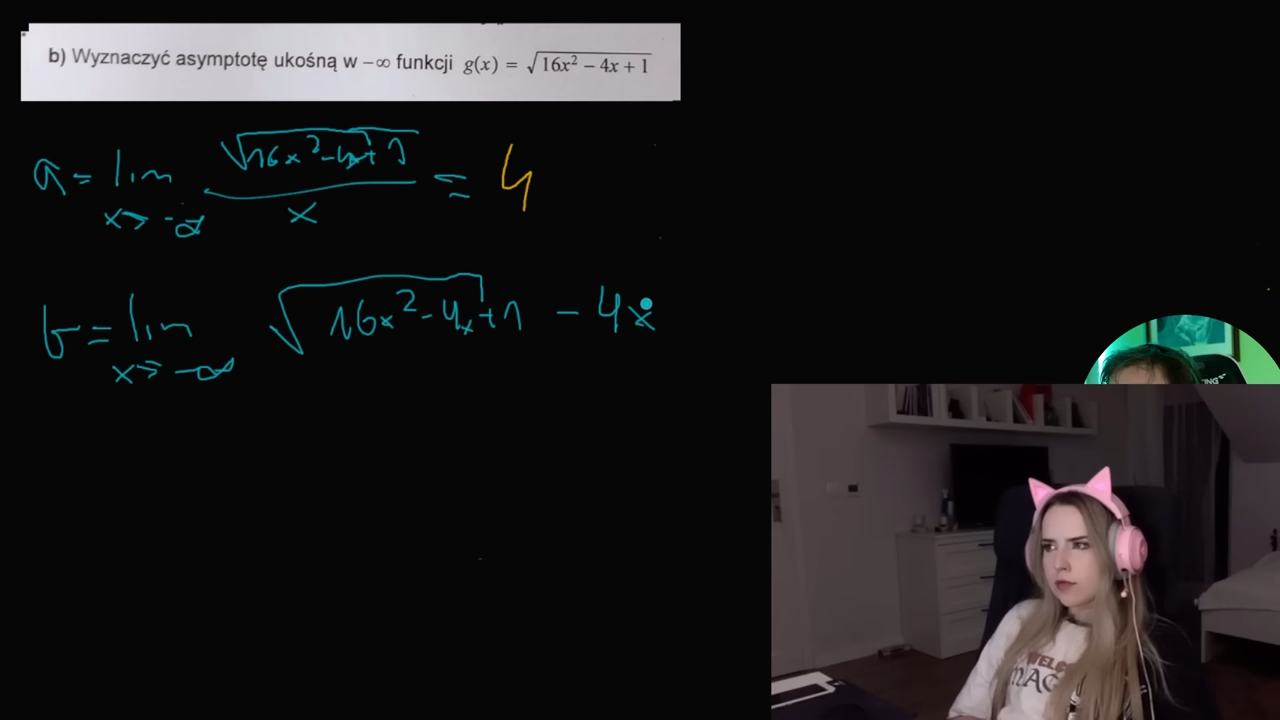 b) Wyznaczyć asymptotę ukośną w −∞ funkcji g(x) = √(16x² − 4x + 1)
a = lim x→-∞ √(16x²-4x+1) / x = 4
b = lim x→-∞ √(16x²-4x+1) - 4x